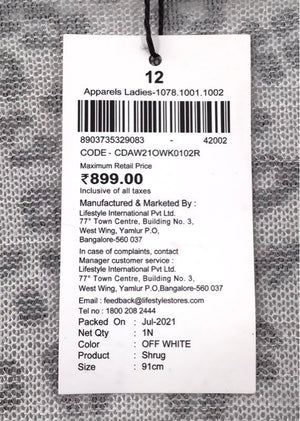 12
Apparels Ladies-1078.1001.1002
8903735329083 - 42002
CODE - CDAW21OWK0102R
Maximum Retail Price
₹899.00
Inclusive of all taxes
Manufactured & Marketed By :
Lifestyle International Pvt Ltd.
77° Town Centre, Building No. 3,
West Wing, Yamlur P.O,
Bangalore-560 037
In case of complaints, contact
Manager customer service :
Lifestyle International Pvt Ltd.
77° Town Centre, Building No. 3,
West Wing, Yamlur P.O,
Bangalore-560 037
Email : feedback@lifestylestores.com
Tel no : 1800 208 2444
Packed On : Jul-2021
Net Qty : 1N
Color : OFF WHITE
Product : Shrug
Size : 91cm